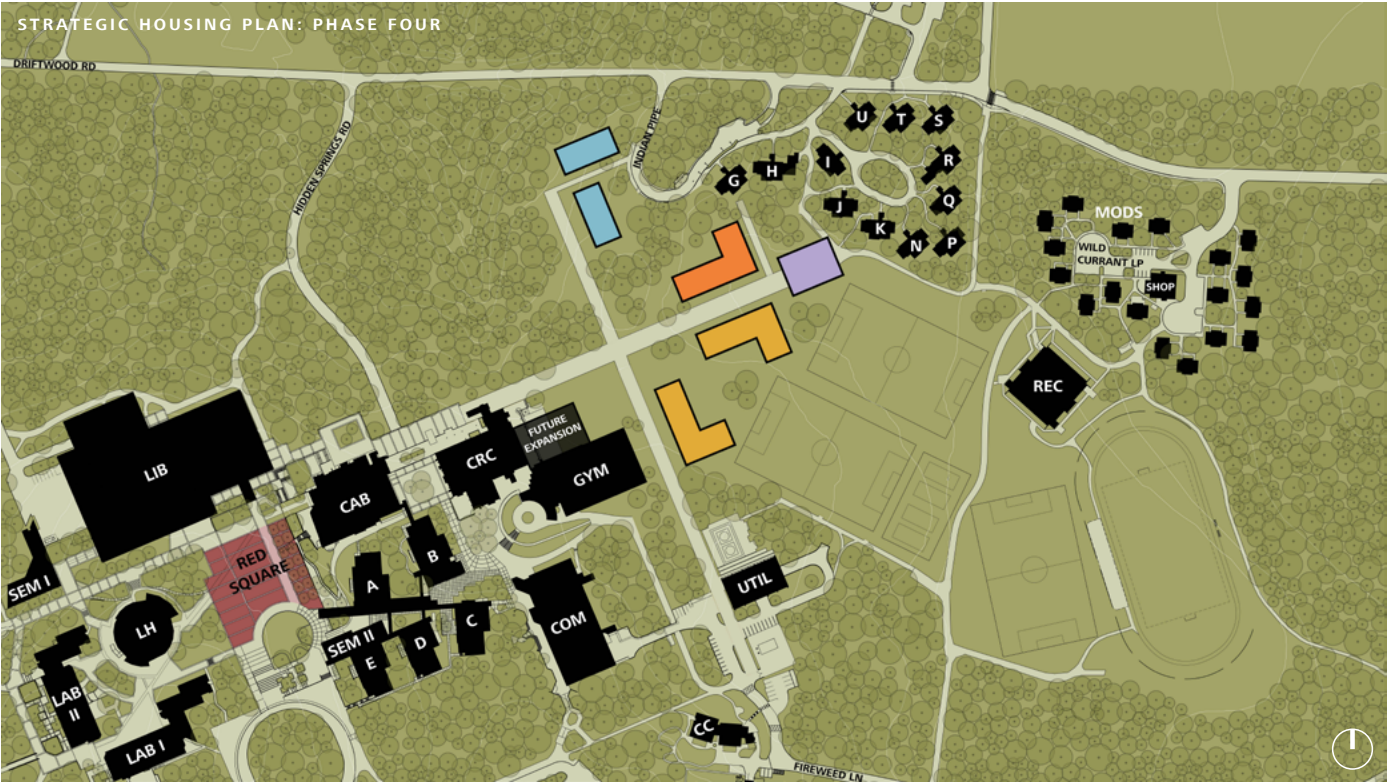 STRATEGIC HOUSING PLAN: PHASE FOUR
DRIFTWOOD RD
HIDDEN SPRINGS RD
INDIAN PIPE
U
T
S
G
H
I
R
J
Q
K
N
P
MODS
WILD
CURRANT LP
SHOP
REC
LIB
CAB
CRC
FUTURE
EXPANSION
GYM
RED
SQUARE
SEM I
LH
A
B
C
SEM II
D
E
COM
UTIL
LAB
II
LAB I
CC
FIREWEED LN